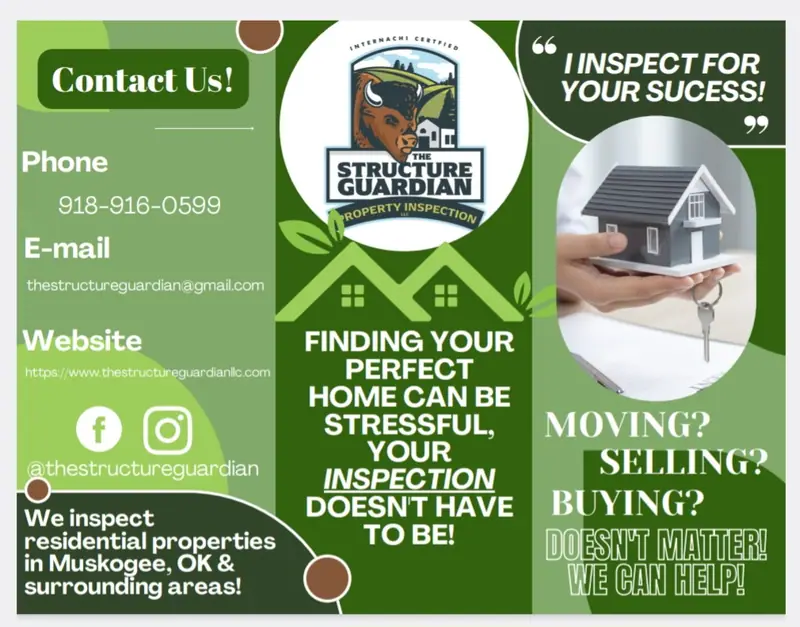 Contact Us!
Phone
918-916-0599
E-mail
thestructureguardian@gmail.com
Website
https://www.thestructureguardianllc.com
@thestructureguardian
We inspect
residential properties
in Muskogee, OK &
surrounding areas!
INTERNACHI CERTFIED
THE
STRUCTURE
GUARDIAN
PROPERTY INSPECTION
LLC
FINDING YOUR
PERFECT
HOME CAN BE
STRESSFUL,
YOUR
INSPECTION
DOESN'T HAVE
TO BE!
“
I INSPECT FOR
YOUR SUCESS!
”
MOVING?
SELLING?
BUYING?
DOESN'T MATTER!
WE CAN HELP!